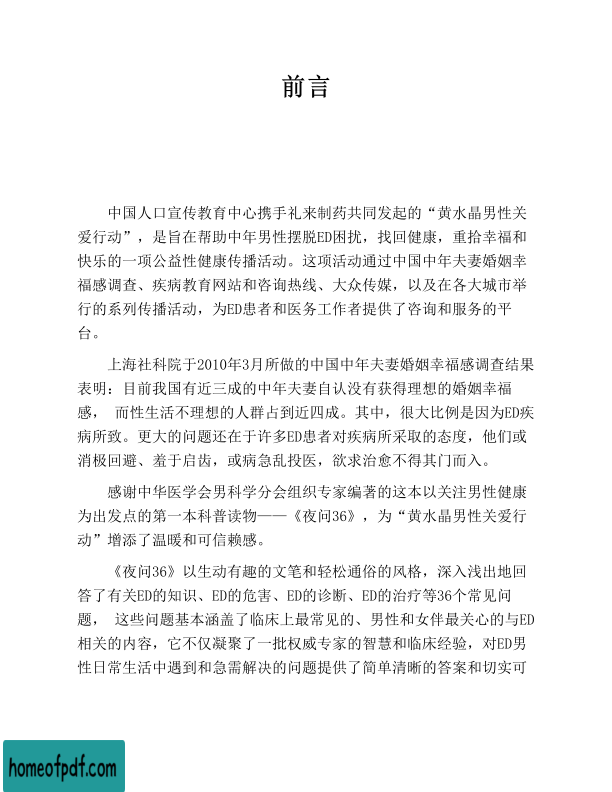 前言
中国人口宣传教育中心携手礼来制药共同发起的“黄水晶男性关
爱行动”，是旨在帮助中年男性摆脱ED困扰，找回健康，重拾幸福和
快乐的一项公益性健康传播活动。这项活动通过中国中年夫妻婚姻幸
福感调查、疾病教育网站和咨询热线、大众传媒，以及在各大城市举
行的系列传播活动，为ED患者和医务工作者提供了咨询和服务的平
台。
上海社科院于2010年3月所做的中国中年夫妻婚姻幸福感调查结果
表明：目前我国有近三成的中年夫妻自认没有获得理想的婚姻幸福
感， 而性生活不理想的人群占到近四成。其中，很大比例是因为ED疾
病所致。更大的问题还在于许多ED患者对疾病所采取的态度，他们或
消极回避、羞于启齿，或病急乱投医，欲求治愈不得其门而入。
感谢中华医学会男科学分会组织专家编著的这本以关注男性健康
为出发点的第一本科普读物——《夜问36》，为“黄水晶男性关爱行
动”增添了温暖和可信赖感。
《夜问36》以生动有趣的文笔和轻松通俗的风格，深入浅出地回
答了有关ED的知识、ED的危害、ED的诊断、ED的治疗等36个常见问
题， 这些问题基本涵盖了临床上最常见的、男性和女伴最关心的与ED
相关的内容，它不仅凝聚了一批权威专家的智慧和临床经验，对ED男
性日常生活中遇到和急需解决的问题提供了简单清晰的答案和切实可
homeofpdf.com